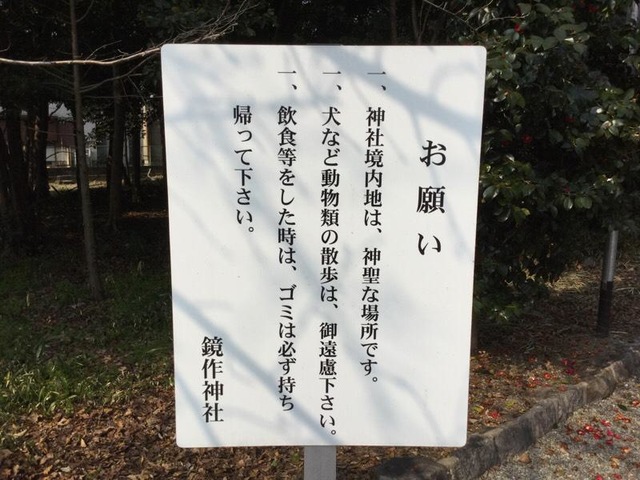 お願い
一、神社境内地は、神聖な場所です。
一、犬など動物類の散歩は、御遠慮下さい。
一、飲食等をした時は、ゴミは必ず持ち
帰って下さい。
鏡作神社